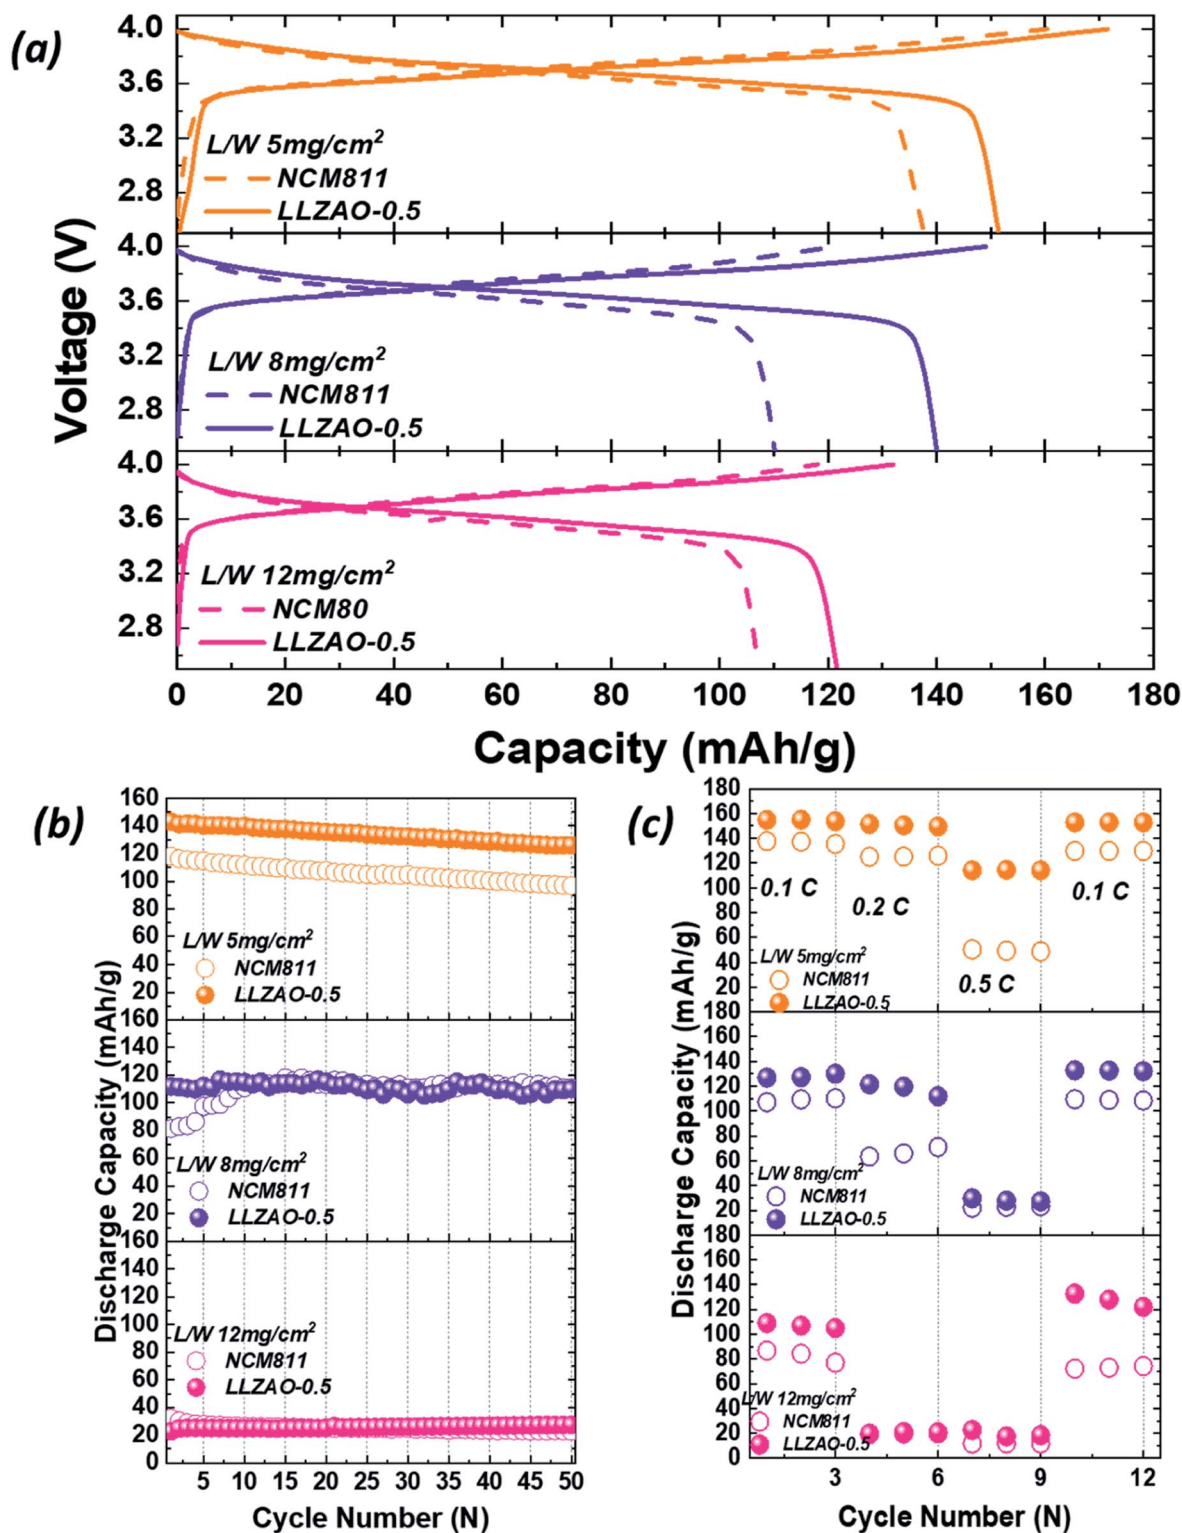 (a)
Voltage (V)
4.0
3.6
3.2
2.8
L/W 5mg/cm²
NCM811
LLZAO-0.5
4.0
3.6
3.2
2.8
L/W 8mg/cm²
NCM811
LLZAO-0.5
4.0
3.6
3.2
2.8
L/W 12mg/cm²
NCM80
LLZAO-0.5
0 20 40 60 80 100 120 140 160 180
Capacity (mAh/g)
(b)
Discharge Capacity (mAh/g)
160
140
120
100
80
60
40
20
L/W 5mg/cm²
NCM811
LLZAO-0.5
160
140
120
100
80
60
40
20
L/W 8mg/cm²
NCM811
LLZAO-0.5
160
140
120
100
80
60
40
20
0
L/W 12mg/cm²
NCM811
LLZAO-0.5
5 10 15 20 25 30 35 40 45 50
Cycle Number (N)
(c)
Discharge Capacity (mAh/g)
180
160
140
120
100
80
60
40
20
0.1 C
0.2 C
0.5 C
0.1 C
L/W 5mg/cm²
NCM811
LLZAO-0.5
180
160
140
120
100
80
60
40
20
L/W 8mg/cm²
NCM811
LLZAO-0.5
180
160
140
120
100
80
60
40
20
0
L/W 12mg/cm²
NCM811
LLZAO-0.5
3 6 9 12
Cycle Number (N)